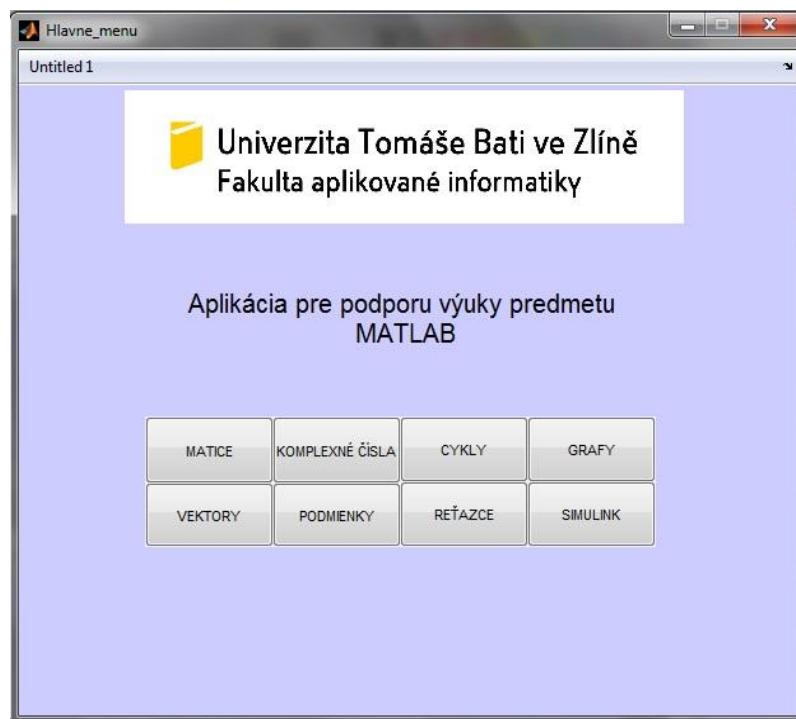 Hlavne_menu
Untitled 1
Univerzita Tomáše Bati ve Zlíně
Fakulta aplikované informatiky
Aplikácia pre podporu výuky predmetu
MATLAB
MATICE KOMPLEXNÉ ČÍSLA CYKLY GRAFY
VEKTORY PODMIENKY REŤAZCE SIMULINK